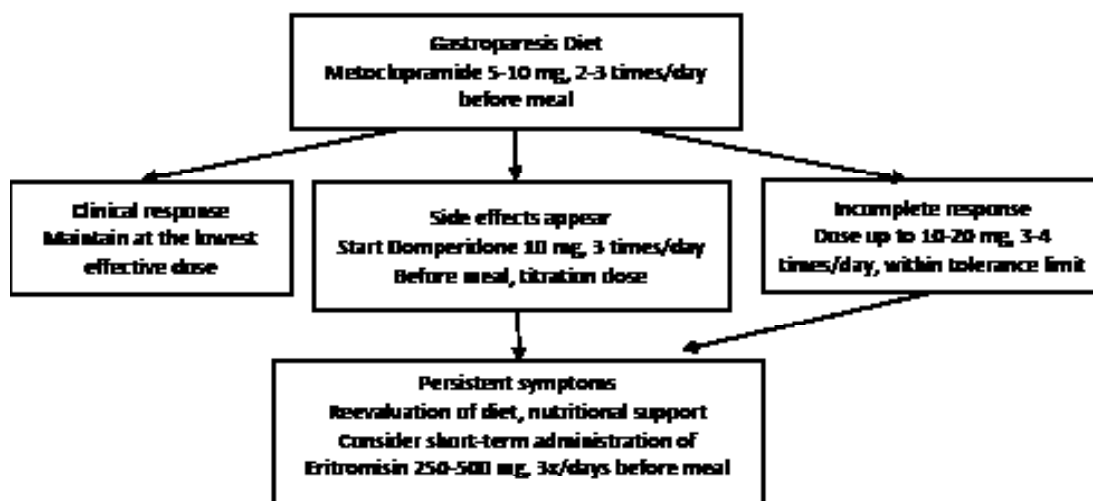 Gastroparesis Diet
Metoclopramide 5-10 mg, 2-3 times/day
before meal
Clinical response
Maintain at the lowest
effective dose
Side effects appear
Start Domperidone 10 mg, 3 times/day
Before meal, titration dose
Incomplete response
Dose up to 10-20 mg, 3-4
times/day, within tolerance limit
Persistent symptoms
Reevaluation of diet, nutritional support
Consider short-term administration of
Eritromisin 250-500 mg, 3x/days before meal